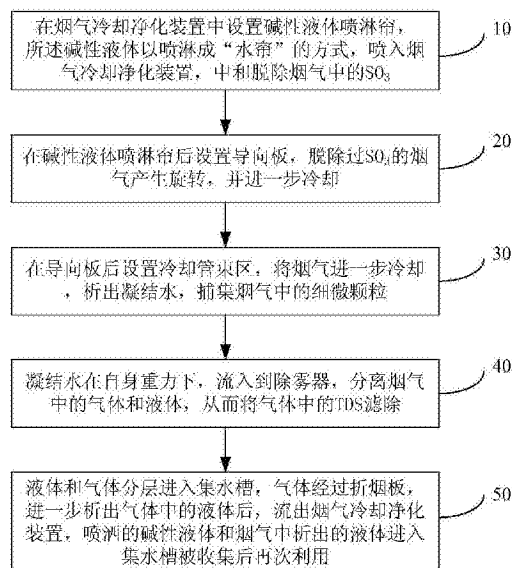 在烟气冷却净化装置中设置碱性液体喷淋帘，
所述碱性液体以喷淋成“水帘”的方式，喷入烟
气冷却净化装置，中和脱除烟气中的SO₃
10
在碱性液体喷淋帘后设置导向板，脱除过SO₃的烟
气产生旋转，并进一步冷却
20
在导向板后设置冷却管束区，将烟气进一步冷却
，析出凝结水，捕集烟气中的细微颗粒
30
凝结水在自身重力下，流入到除雾器，分离烟气
中的气体和液体，从而将气体中的TDS滤除
40
液体和气体分层进入集水槽，气体经过折烟板，
进一步析出气体中的液体后，流出烟气冷却净化
装置，喷洒的碱性液体和烟气中析出的液体进入
集水槽被收集后再次利用
50